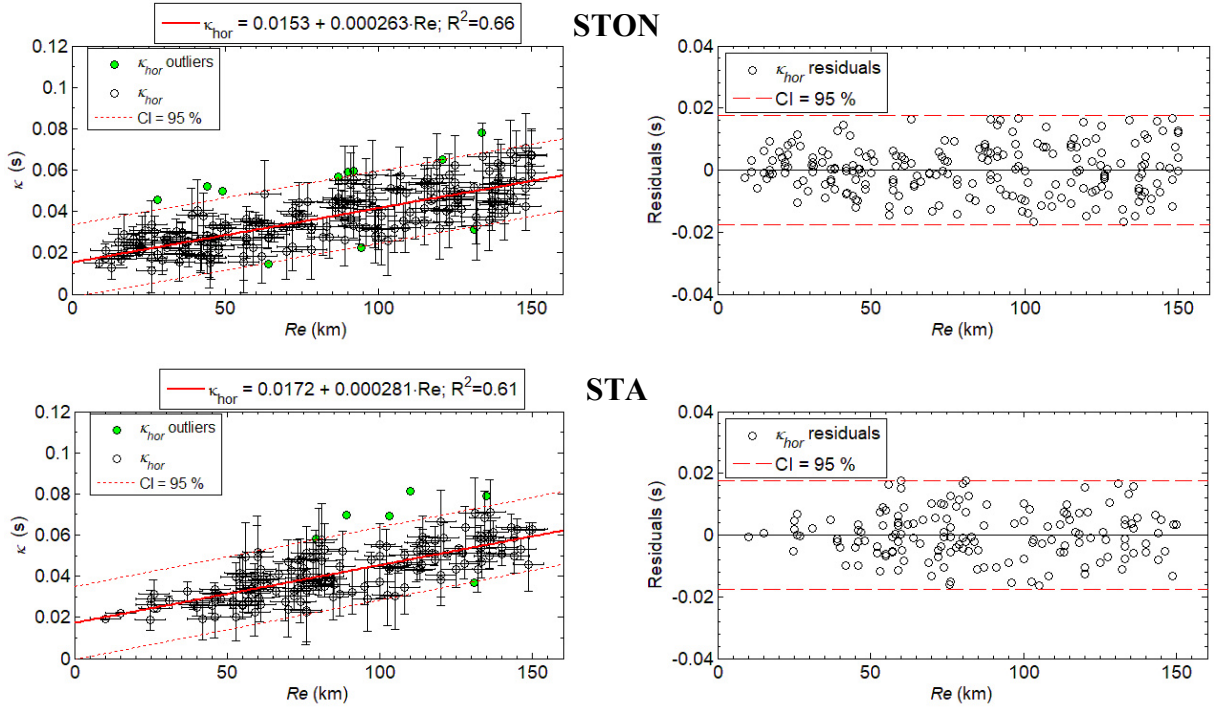 κhor = 0.0153 + 0.000263·Re; R²=0.66
STON
0.12
0.1
0.08
0.06
0.04
0.02
0
κ (s)
κhor outliers
κhor
CI = 95 %
0 50 100 150
Re (km)
0.04
0.02
0
-0.02
-0.04
Residuals (s)
κhor residuals
CI = 95 %
0 50 100 150
Re (km)
κhor = 0.0172 + 0.000281·Re; R²=0.61
STA
0.12
0.1
0.08
0.06
0.04
0.02
0
κ (s)
κhor outliers
κhor
CI = 95 %
0 50 100 150
Re (km)
0.04
0.02
0
-0.02
-0.04
Residuals (s)
κhor residuals
CI = 95 %
0 50 100 150
Re (km)